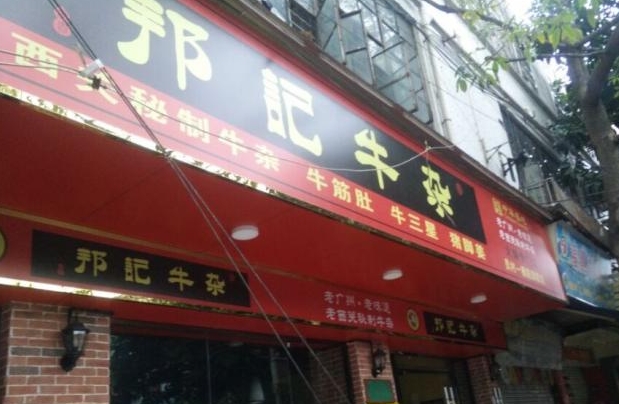 邦記牛杂
西关秘制牛杂 牛筋肚 牛三星 猪脚姜
邦記牛杂
老广州·老味道
老西关秘制牛杂
邦記牛杂